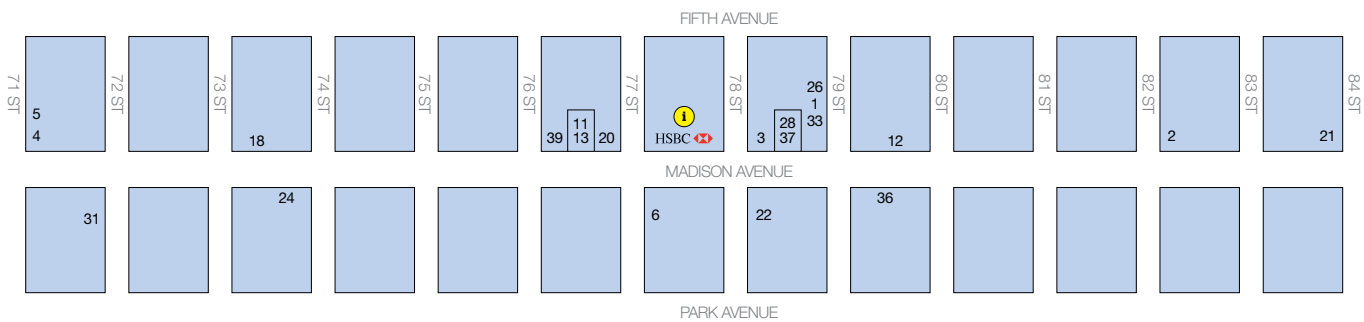 FIFTH AVENUE
71 ST
72 ST
73 ST
74 ST
75 ST
76 ST
77 ST
78 ST
79 ST
80 ST
81 ST
82 ST
83 ST
84 ST
5
4
18
39
11
13
20
i
HSBC
3
28
37
26
1
33
12
2
21
MADISON AVENUE
31
24
6
22
36
PARK AVENUE